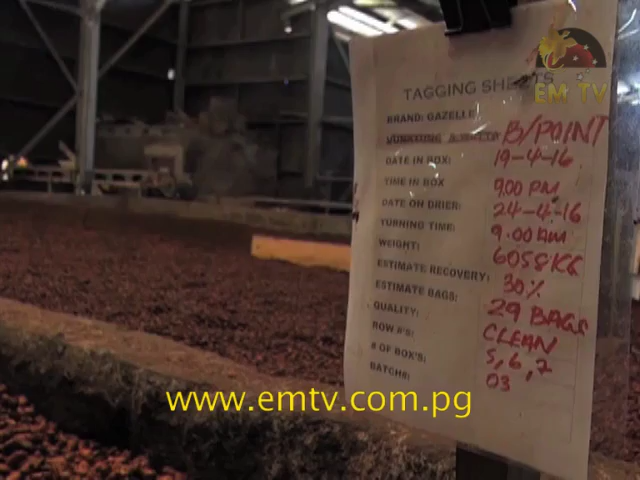 EM TV
TAGGING SHEETS
BRAND: GAZELLE
B/POINT
DATE IN BOX: 19-4-16
TIME IN BOX 9.00 PM
DATE ON DRIER: 24-4-16
TURNING TIME: 9.00AM
WEIGHT: 6058KG
ESTIMATE RECOVERY: 30%
ESTIMATE BAGS: 29 BAGS
QUALITY: CLEAN
ROW #'S: 5, 6, 7
# OF BOX'S: 03
BATCH#:
www.emtv.com.pg